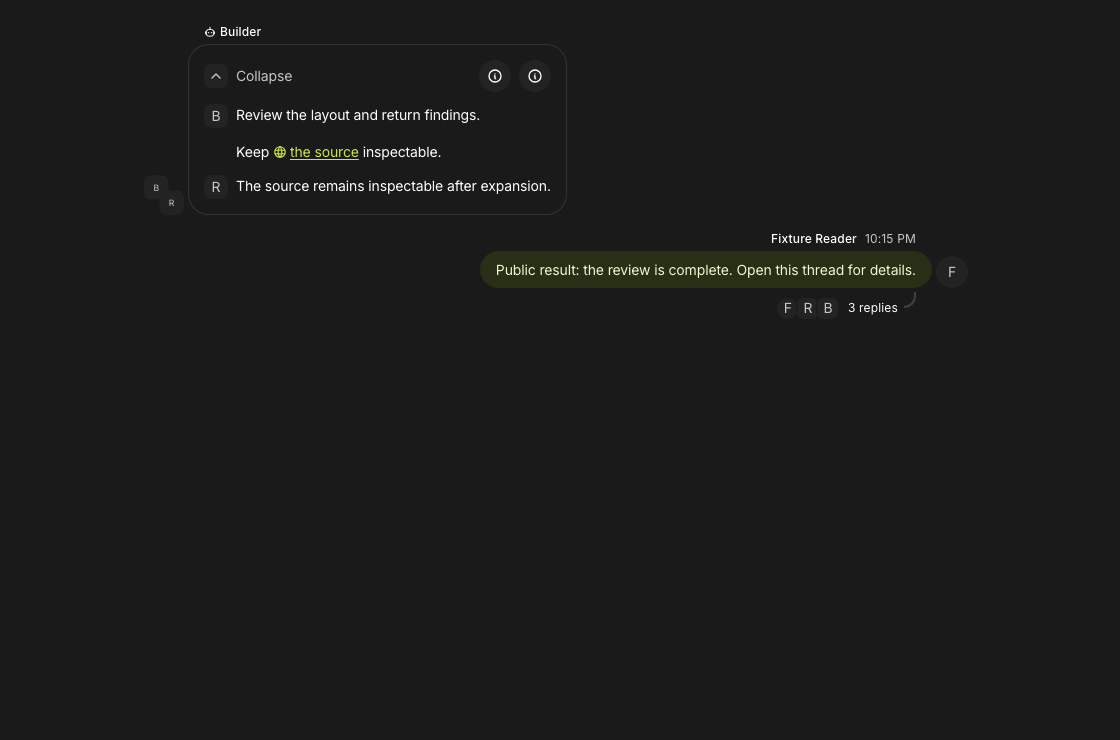 Builder
Collapse
B Review the layout and return findings.
Keep the source inspectable.
R The source remains inspectable after expansion.
B
R
Fixture Reader 10:15 PM
Public result: the review is complete. Open this thread for details.
F
F R B 3 replies